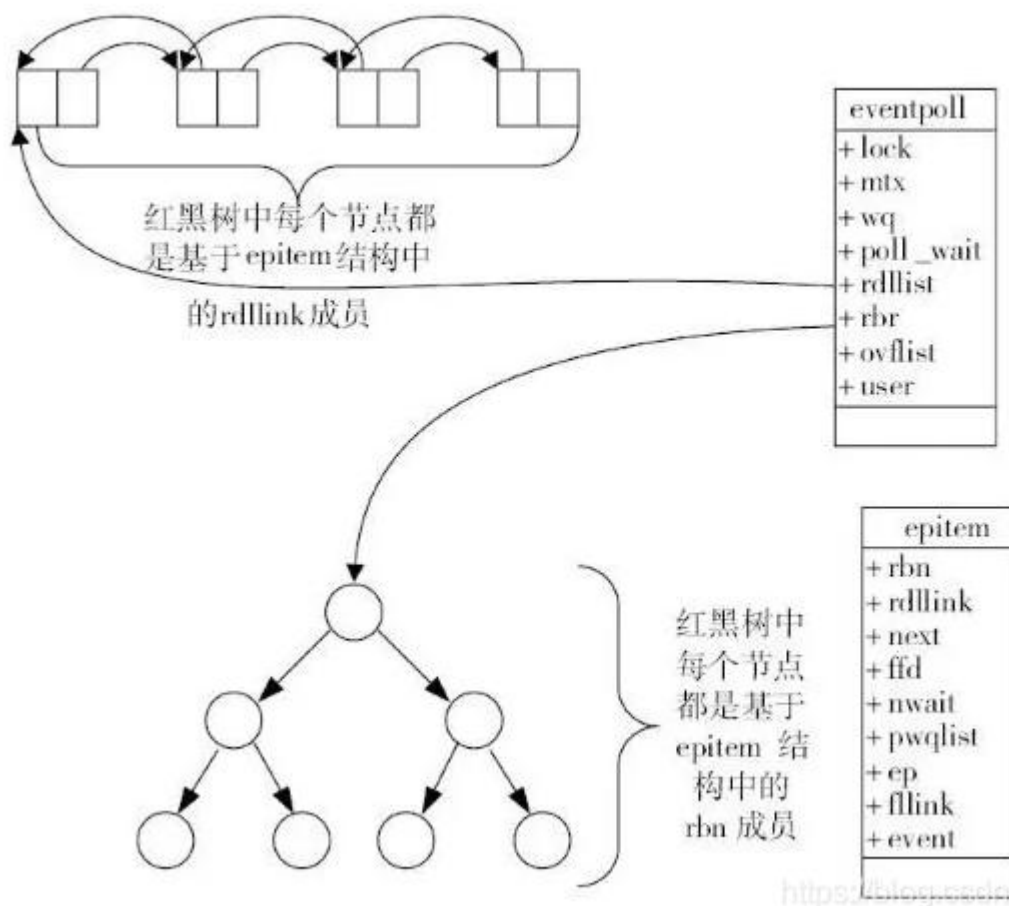 红黑树中每个节点都
是基于epitem结构中
的rdllink成员
eventpoll
+ lock
+ mtx
+ wq
+ poll_wait
+ rdllist
+ rbr
+ ovflist
+ user
红黑树中
每个节点
都是基于
epitem 结
构中的
rbn 成员
epitem
+ rbn
+ rdllink
+ next
+ ffd
+ nwait
+ pwqlist
+ ep
+ fllink
+ event
https://blog.csdn